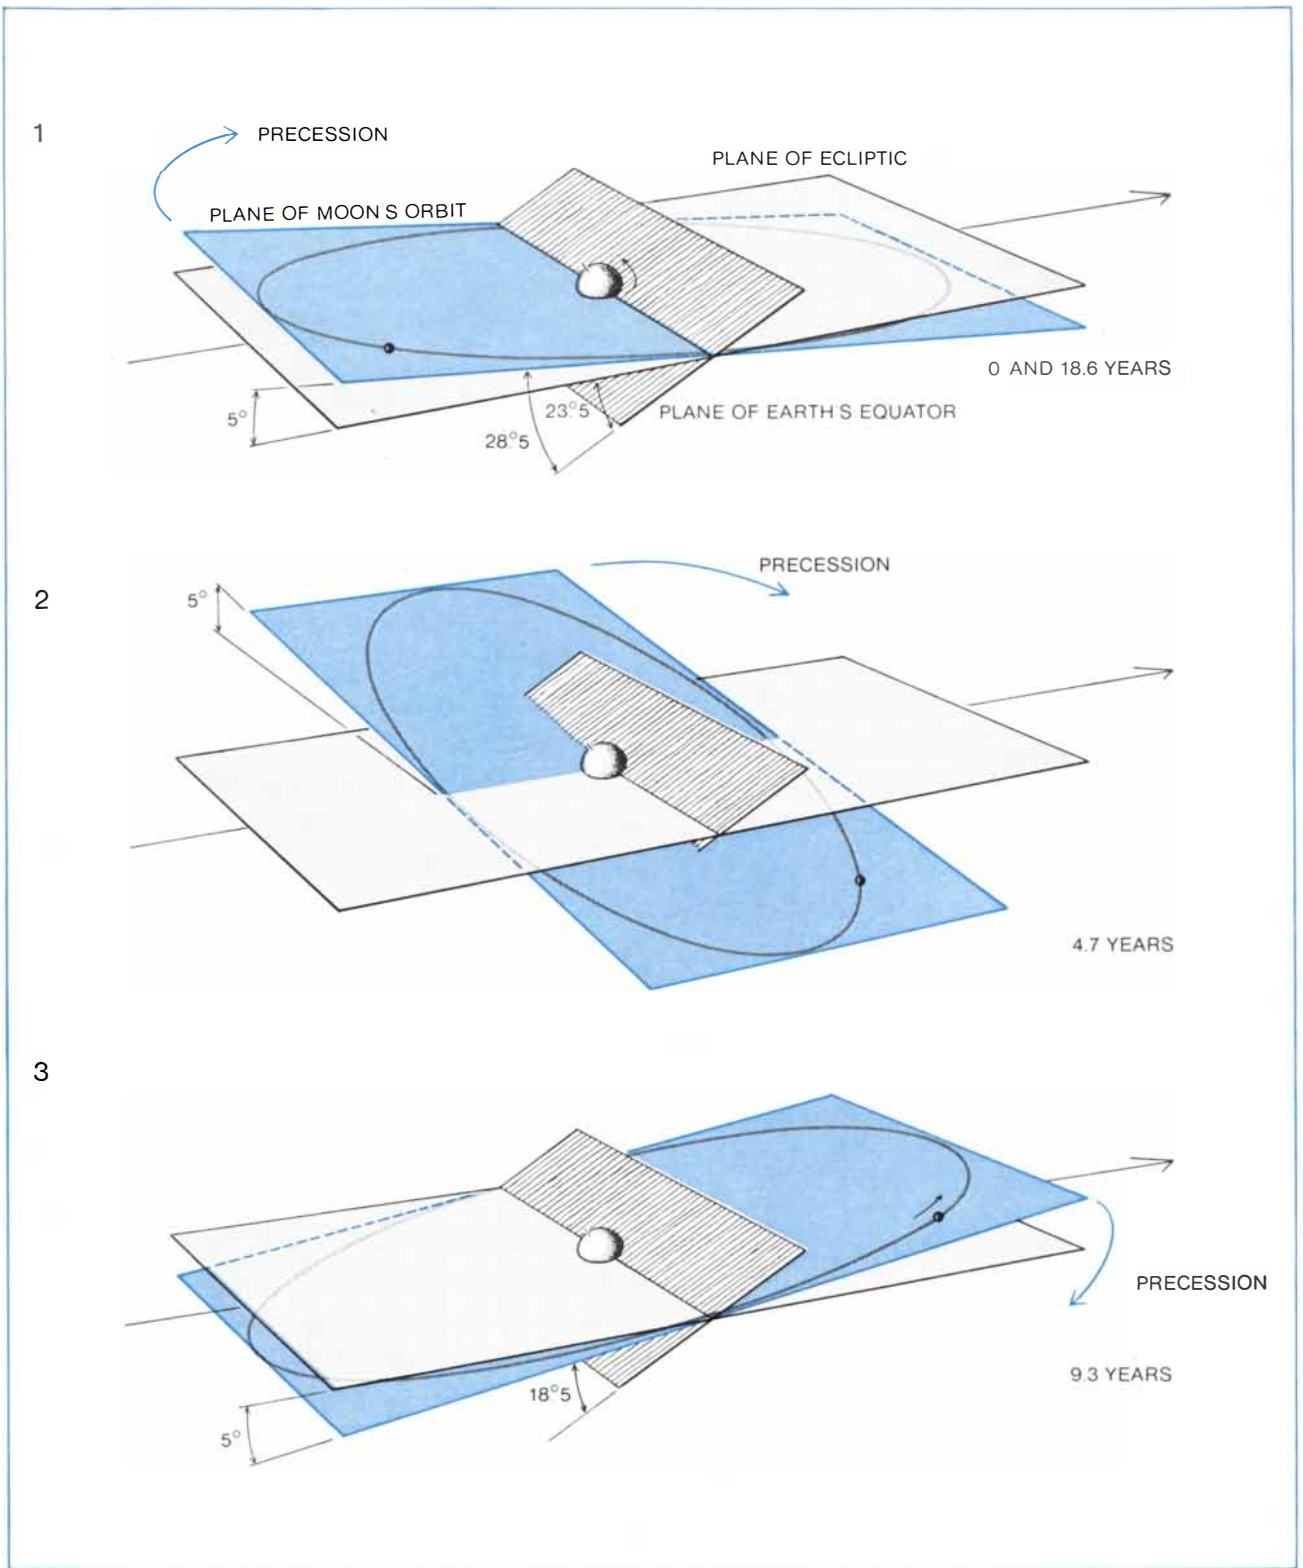 1
PRECESSION
PLANE OF ECLIPTIC
PLANE OF MOON S ORBIT
0 AND 18.6 YEARS
5°
23°5
PLANE OF EARTH'S EQUATOR
28°5
2
PRECESSION
5°
4.7 YEARS
3
PRECESSION
9.3 YEARS
18°5
5°